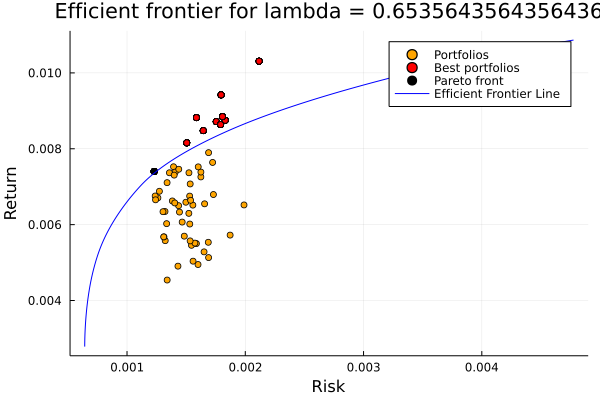 Efficient frontier for lambda = 0.6535643564356436
Portfolios
Best portfolios
Pareto front
Efficient Frontier Line
0.010
0.008
0.006
0.004
Return
0.001
0.002
0.003
0.004
Risk